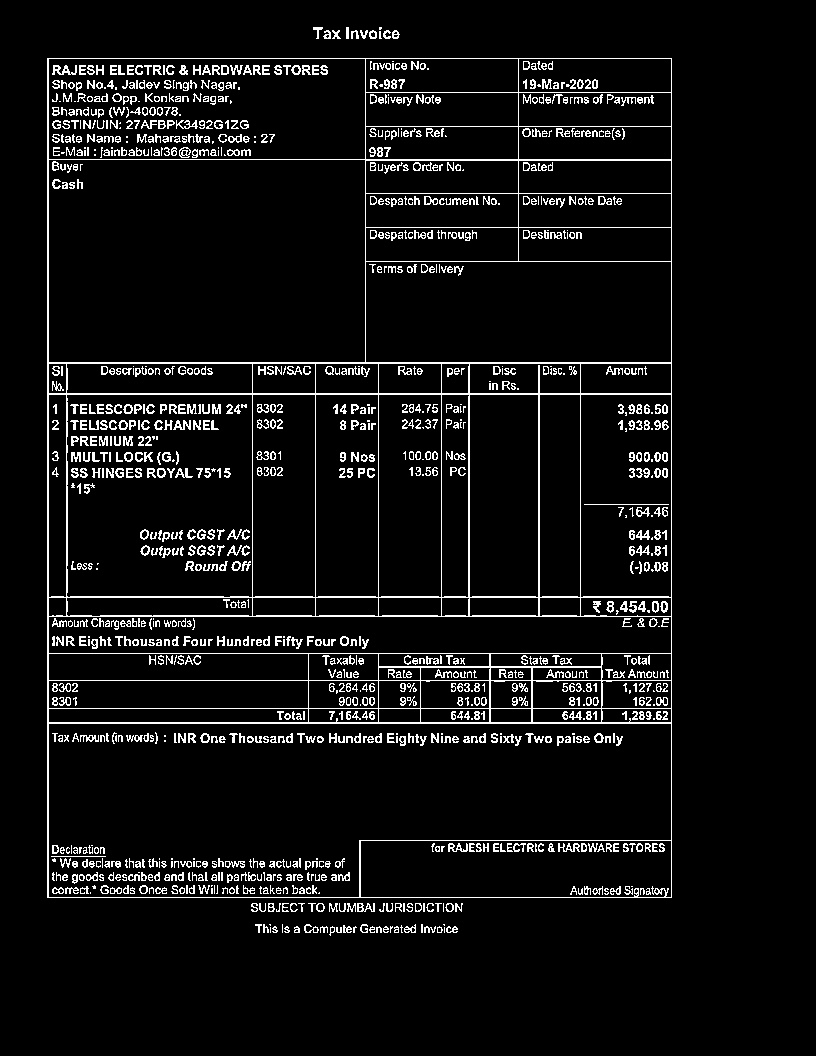 Tax Invoice
RAJESH ELECTRIC & HARDWARE STORES
Shop No.4, Jaldev Singh Nagar,
J.M.Road Opp. Konkan Nagar,
Bhandup (W)-400078.
GSTIN/UIN: 27AFBPK3492G1ZG
State Name : Maharashtra, Code : 27
E-Mail : jainbabulal36@gmail.com
Buyer
Cash
Invoice No.
R-987
Dated
19-Mar-2020
Delivery Note
Mode/Terms of Payment
Supplier's Ref.
987
Other Reference(s)
Buyer's Order No.
Dated
Despatch Document No.
Delivery Note Date
Despatched through
Destination
Terms of Delivery
Sl No. Description of Goods HSN/SAC Quantity Rate per Disc in Rs. Disc. % Amount
1 TELESCOPIC PREMIUM 24" 8302 14 Pair 284.75 Pair 3,986.50
2 TELISCOPIC CHANNEL 8302 8 Pair 242.37 Pair 1,938.96
PREMIUM 22"
3 MULTI LOCK (G.) 8301 9 Nos 100.00 Nos 900.00
4 SS HINGES ROYAL 75*15 8302 25 PC 13.56 PC 339.00
*15*
7,164.46
Output CGST A/C 644.81
Output SGST A/C 644.81
Less : Round Off (-)0.08
Total ₹ 8,454.00
Amount Chargeable (in words) E. & O.E
INR Eight Thousand Four Hundred Fifty Four Only
HSN/SAC Taxable Central Tax State Tax Total
Value Rate Amount Rate Amount Tax Amount
8302 6,264.46 9% 563.81 9% 563.81 1,127.62
8301 900.00 9% 81.00 9% 81.00 162.00
Total 7,164.46 644.81 644.81 1,289.62
Tax Amount (in words) : INR One Thousand Two Hundred Eighty Nine and Sixty Two paise Only
Declaration
* We declare that this invoice shows the actual price of
the goods described and that all particulars are true and
correct.* Goods Once Sold Will not be taken back.
for RAJESH ELECTRIC & HARDWARE STORES
Authorised Signatory
SUBJECT TO MUMBAI JURISDICTION
This is a Computer Generated Invoice